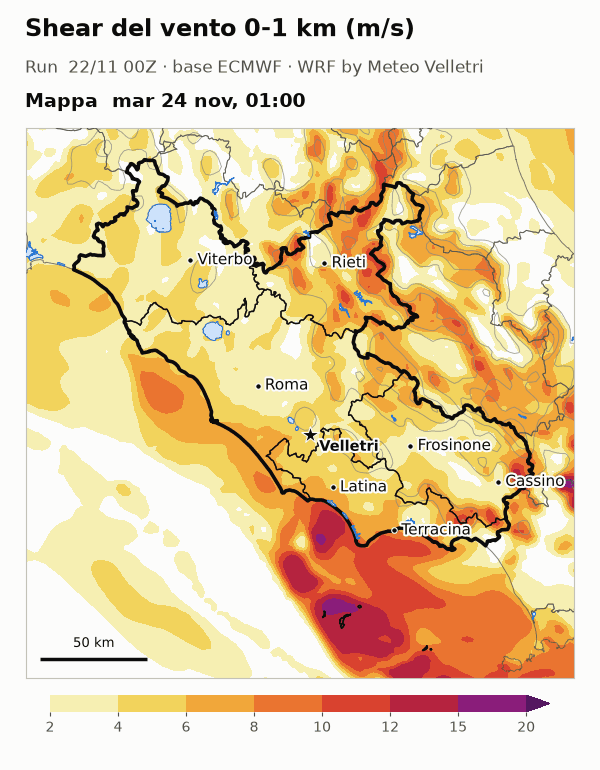 Shear del vento 0-1 km (m/s)
Run  22/11 00Z · base ECMWF · WRF by Meteo Velletri
Mappa  mar 24 nov, 01:00
Viterbo
Rieti
Roma
Velletri
Frosinone
Cassino
Latina
Terracina
50 km
2 4 6 8 10 12 15 20